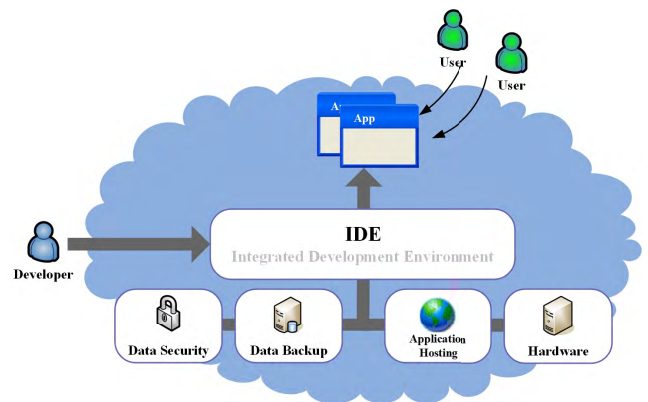 User
User
A
App
IDE
Integrated Development Environment
Developer
Data Security
Data Backup
Application
Hosting
Hardware